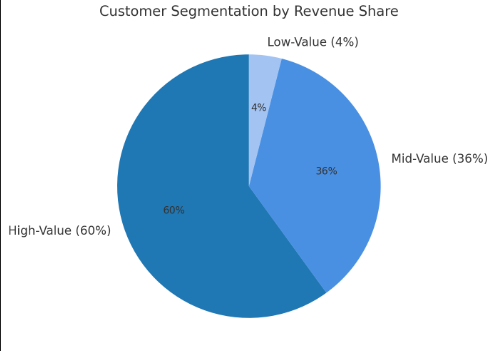 Customer Segmentation by Revenue Share
Low-Value (4%)
4%
Mid-Value (36%)
36%
60%
High-Value (60%)